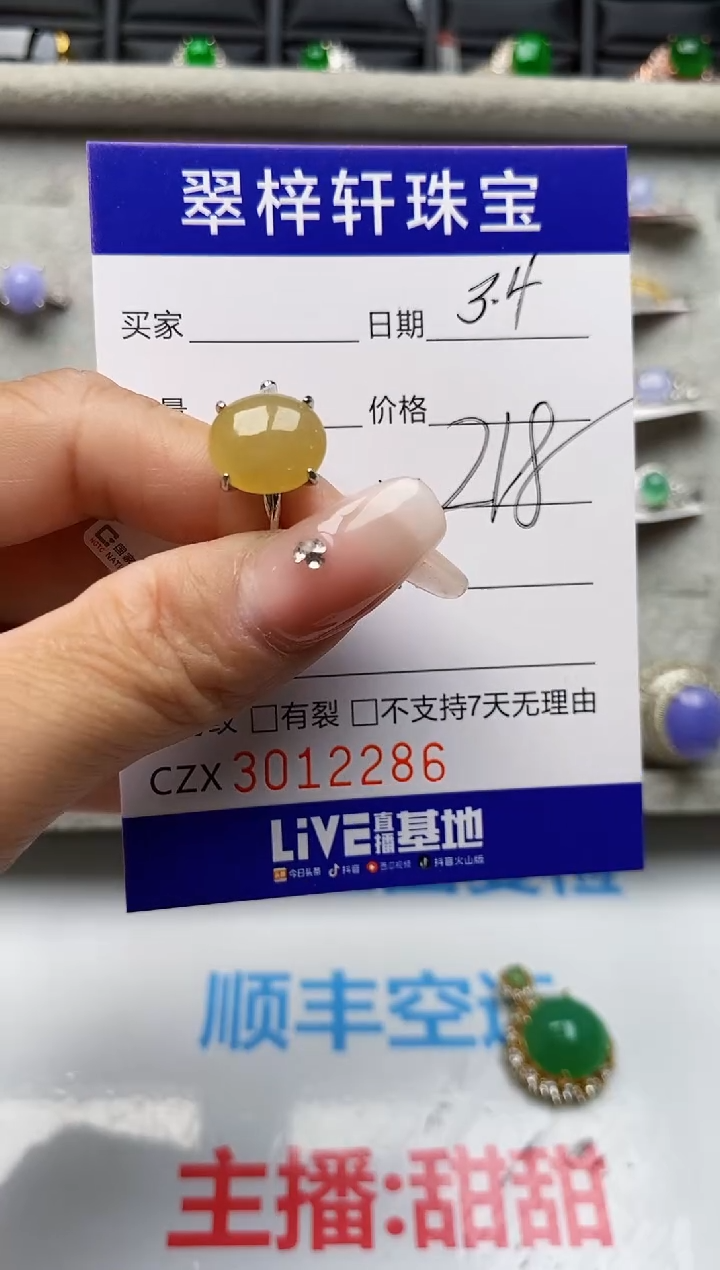 翠梓轩珠宝
买家 日期 3.4
价格 218
□有裂 □不支持7天无理由
CZX 3012286
LiVE直播基地
今日头条 抖音 西瓜视频 抖音火山版
顺丰空运
主播:甜甜